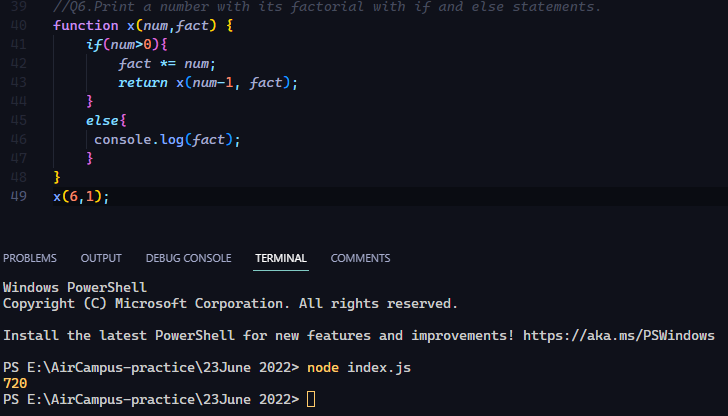 39 //Q6.Print a number with its factorial with if and else statements.
40 function x(num,fact) {
41 if(num>0){
42 fact *= num;
43 return x(num-1, fact);
44 }
45 else{
46 console.log(fact);
47 }
48 }
49 x(6,1);
PROBLEMS OUTPUT DEBUG CONSOLE TERMINAL COMMENTS
Windows PowerShell
Copyright (C) Microsoft Corporation. All rights reserved.
Install the latest PowerShell for new features and improvements! https://aka.ms/PSWindows
PS E:\AirCampus-practice\23June 2022> node index.js
720
PS E:\AirCampus-practice\23June 2022>